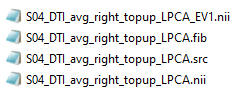 S04_DTI_avg_right_topup_LPCA_EV1.nii
S04_DTI_avg_right_topup_LPCA.fib
S04_DTI_avg_right_topup_LPCA.src
S04_DTI_avg_right_topup_LPCA.nii